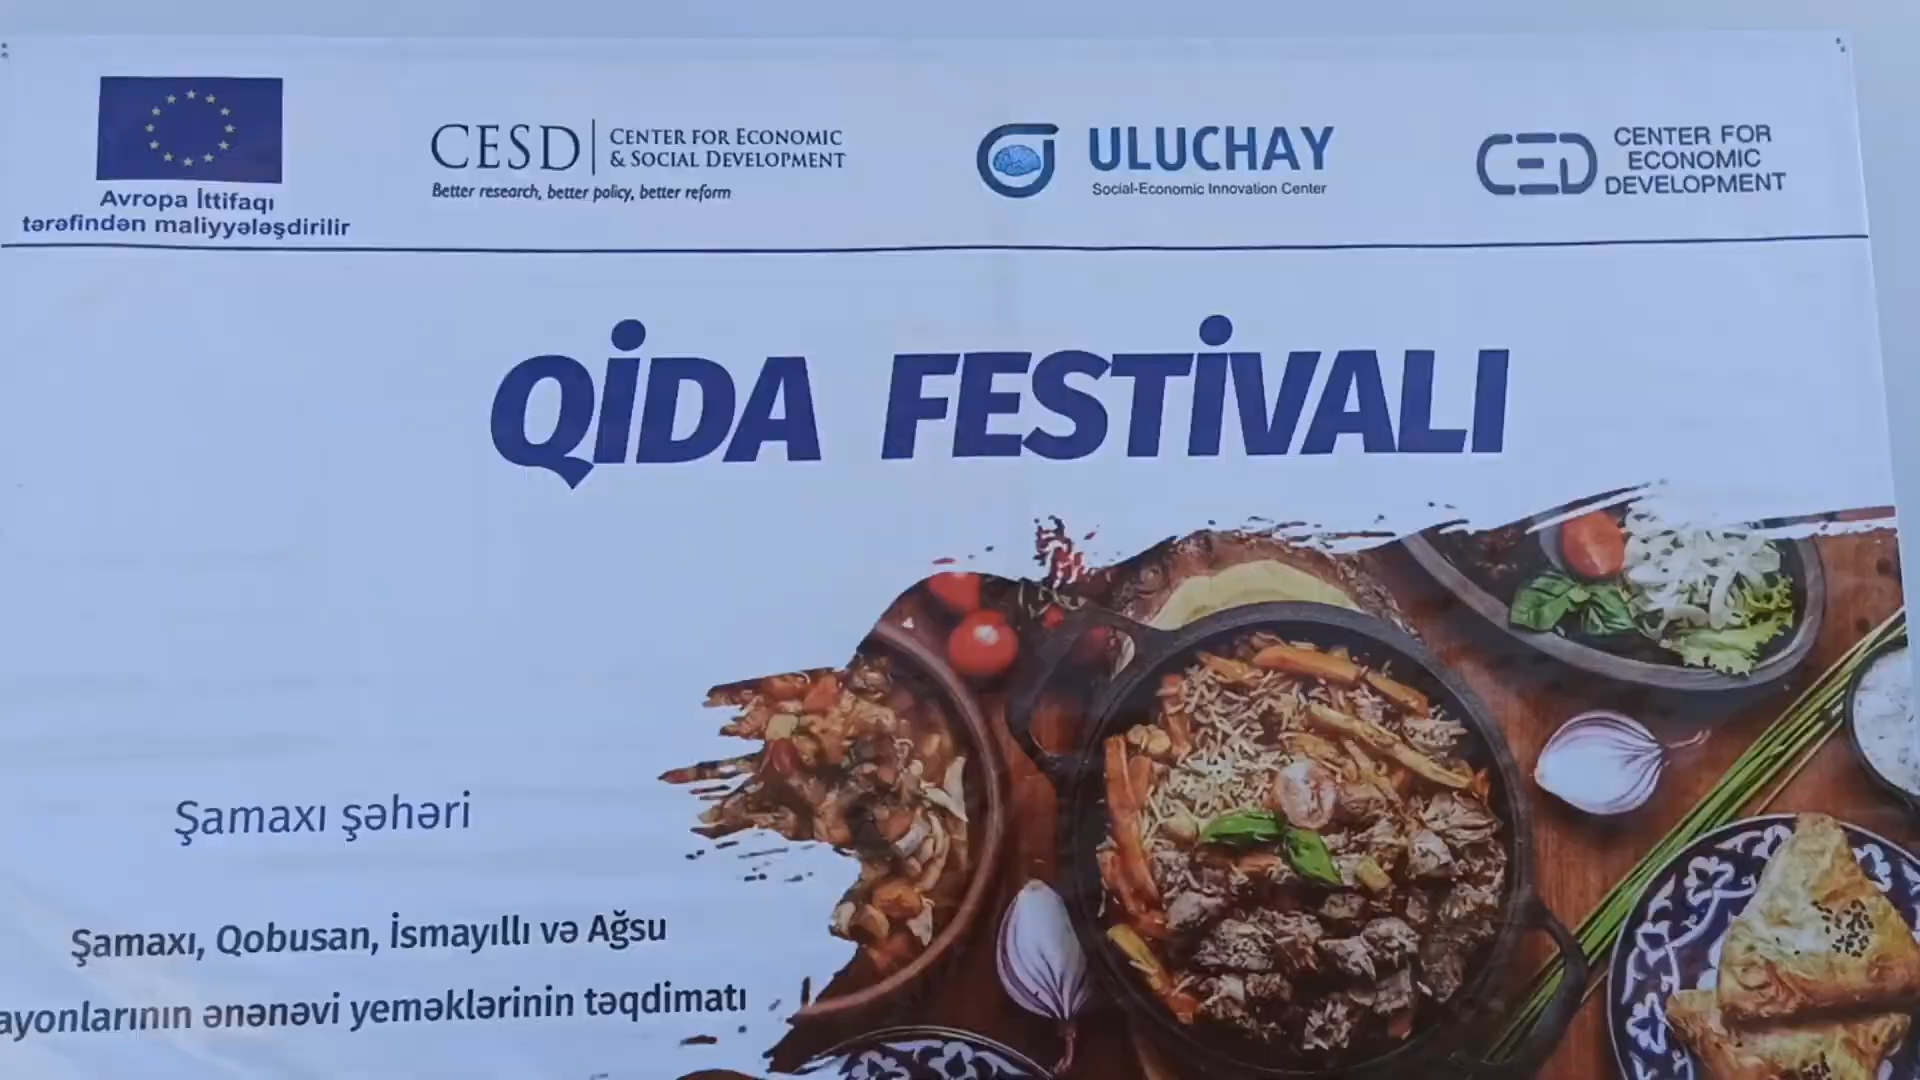 Avropa İttifaqı
tərəfindən maliyyələşdirilir
CESD
CENTER FOR ECONOMIC
& SOCIAL DEVELOPMENT
Better research, better policy, better reform
ULUCHAY
Social-Economic Innovation Center
CED
CENTER FOR
ECONOMIC
DEVELOPMENT
QİDA FESTİVALI
Şamaxı şəhəri
Şamaxı, Qobusan, İsmayıllı və Ağsu
ayonlarının ənənəvi yeməklərinin təqdimatı